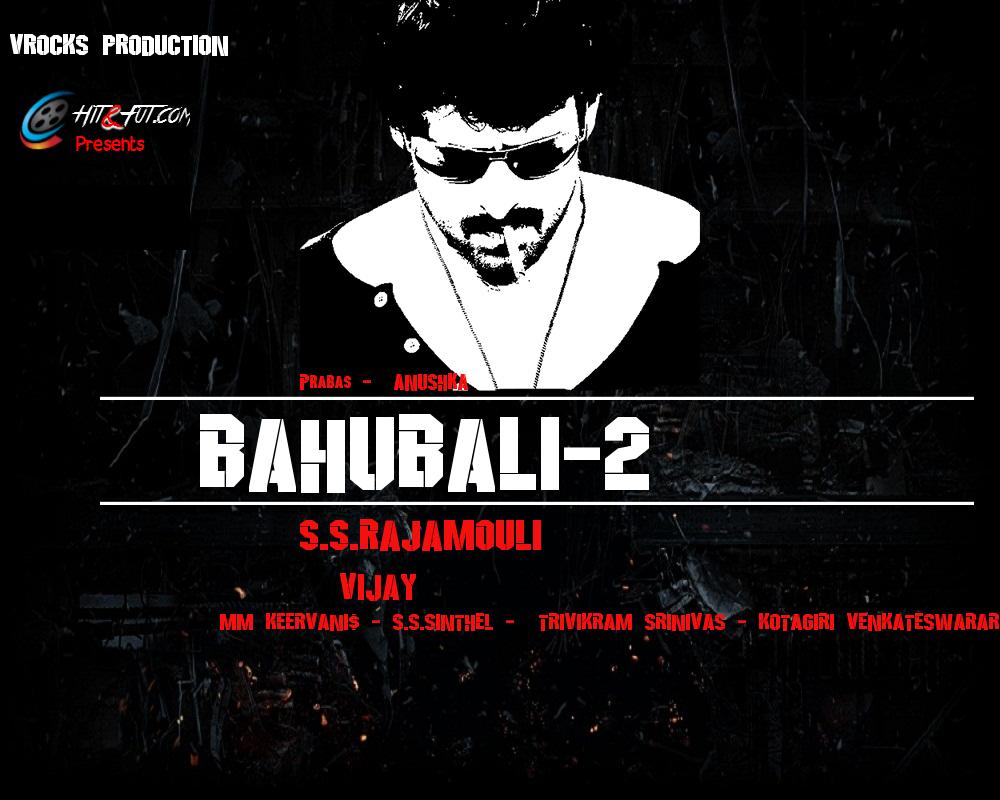 VROCKS PRODUCTION
HIT&FUT.COM
Presents
PRABAS - ANUSHKA
BAHUBALI-2
S.S.RAJAMOULI
VIJAY
MM KEERVANI$ - S.S.SINTHEL - TRIVIKRAM SRINIVAS - KOTAGIRI VENKATESWARAR